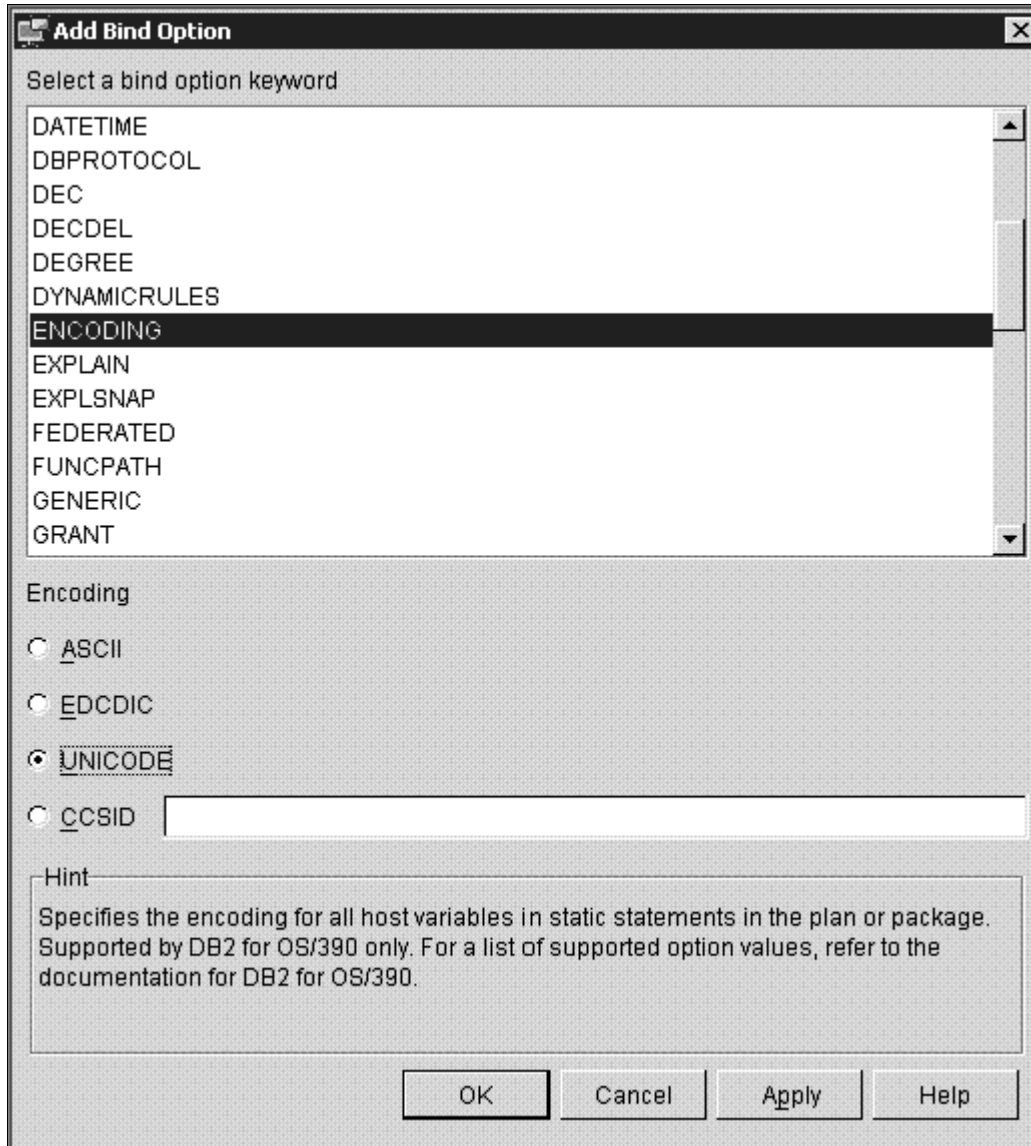 Add Bind Option
Select a bind option keyword
DATETIME
DBPROTOCOL
DEC
DECDEL
DEGREE
DYNAMICRULES
ENCODING
EXPLAIN
EXPLSNAP
FEDERATED
FUNCPATH
GENERIC
GRANT
Encoding
ASCII
EDCDIC
UNICODE
CCSID
Hint
Specifies the encoding for all host variables in static statements in the plan or package.
Supported by DB2 for OS/390 only. For a list of supported option values, refer to the
documentation for DB2 for OS/390.
OK Cancel Apply Help